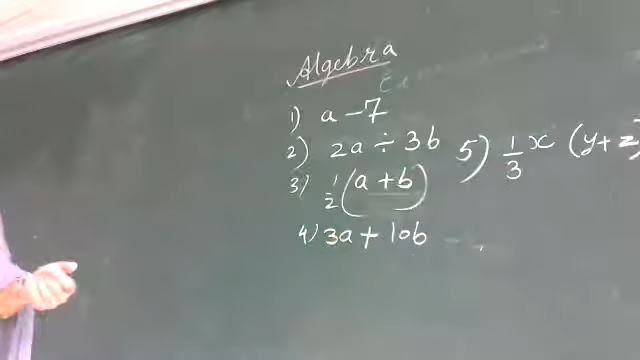 Algebra
1) a - 7
2) 2a ÷ 3b
3) 1/2 (a + b)
4) 3a + 10b
5) 1/3 x (y + z